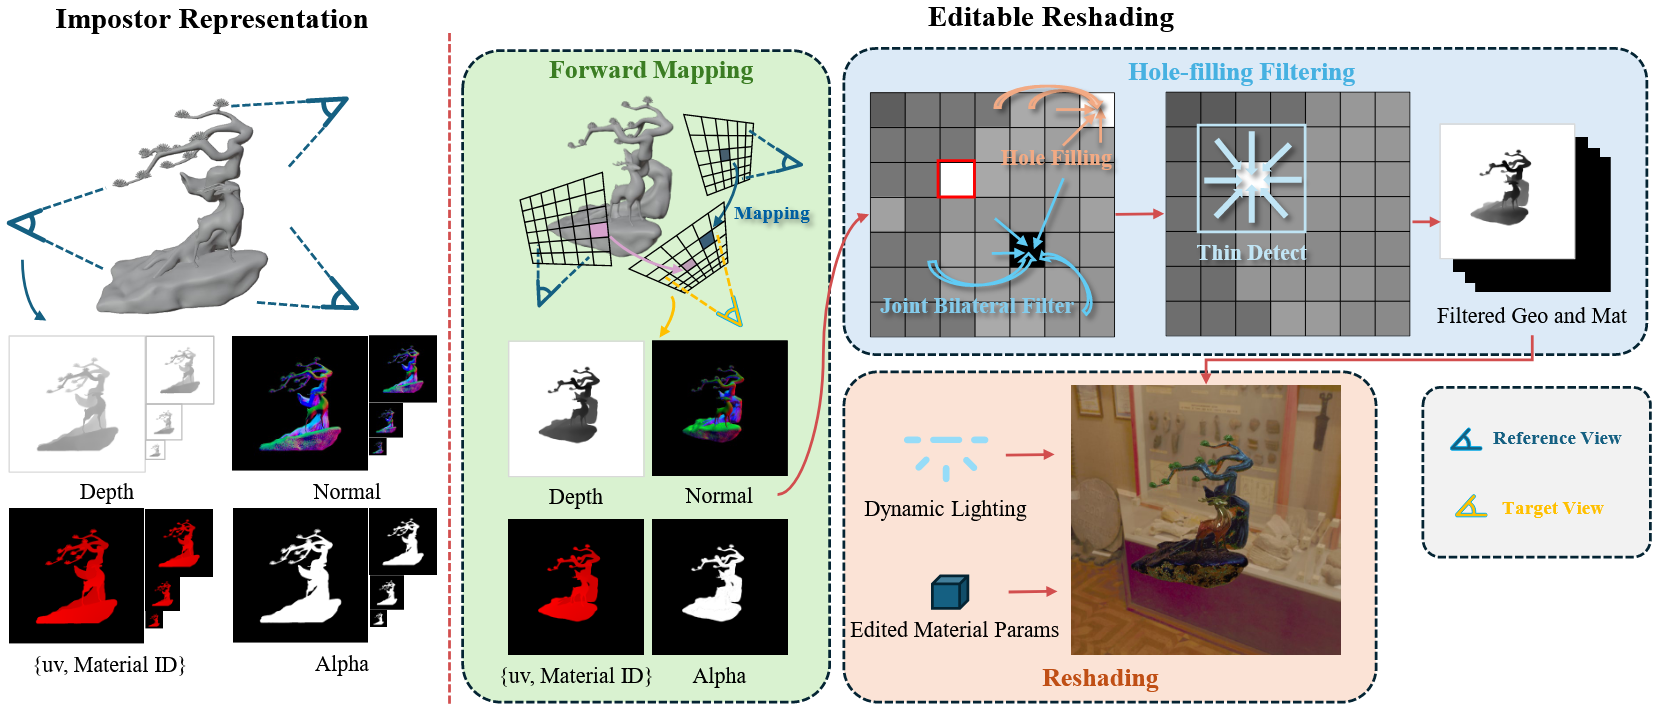 Impostor Representation
Editable Reshading
Forward Mapping
Mapping
Hole-filling Filtering
Hole Filling
Joint Bilateral Filter
Thin Detect
Filtered Geo and Mat
Depth
Normal
{uv, Material ID}
Alpha
Depth
Normal
{uv, Material ID}
Alpha
Dynamic Lighting
Edited Material Params
Reshading
Reference View
Target View